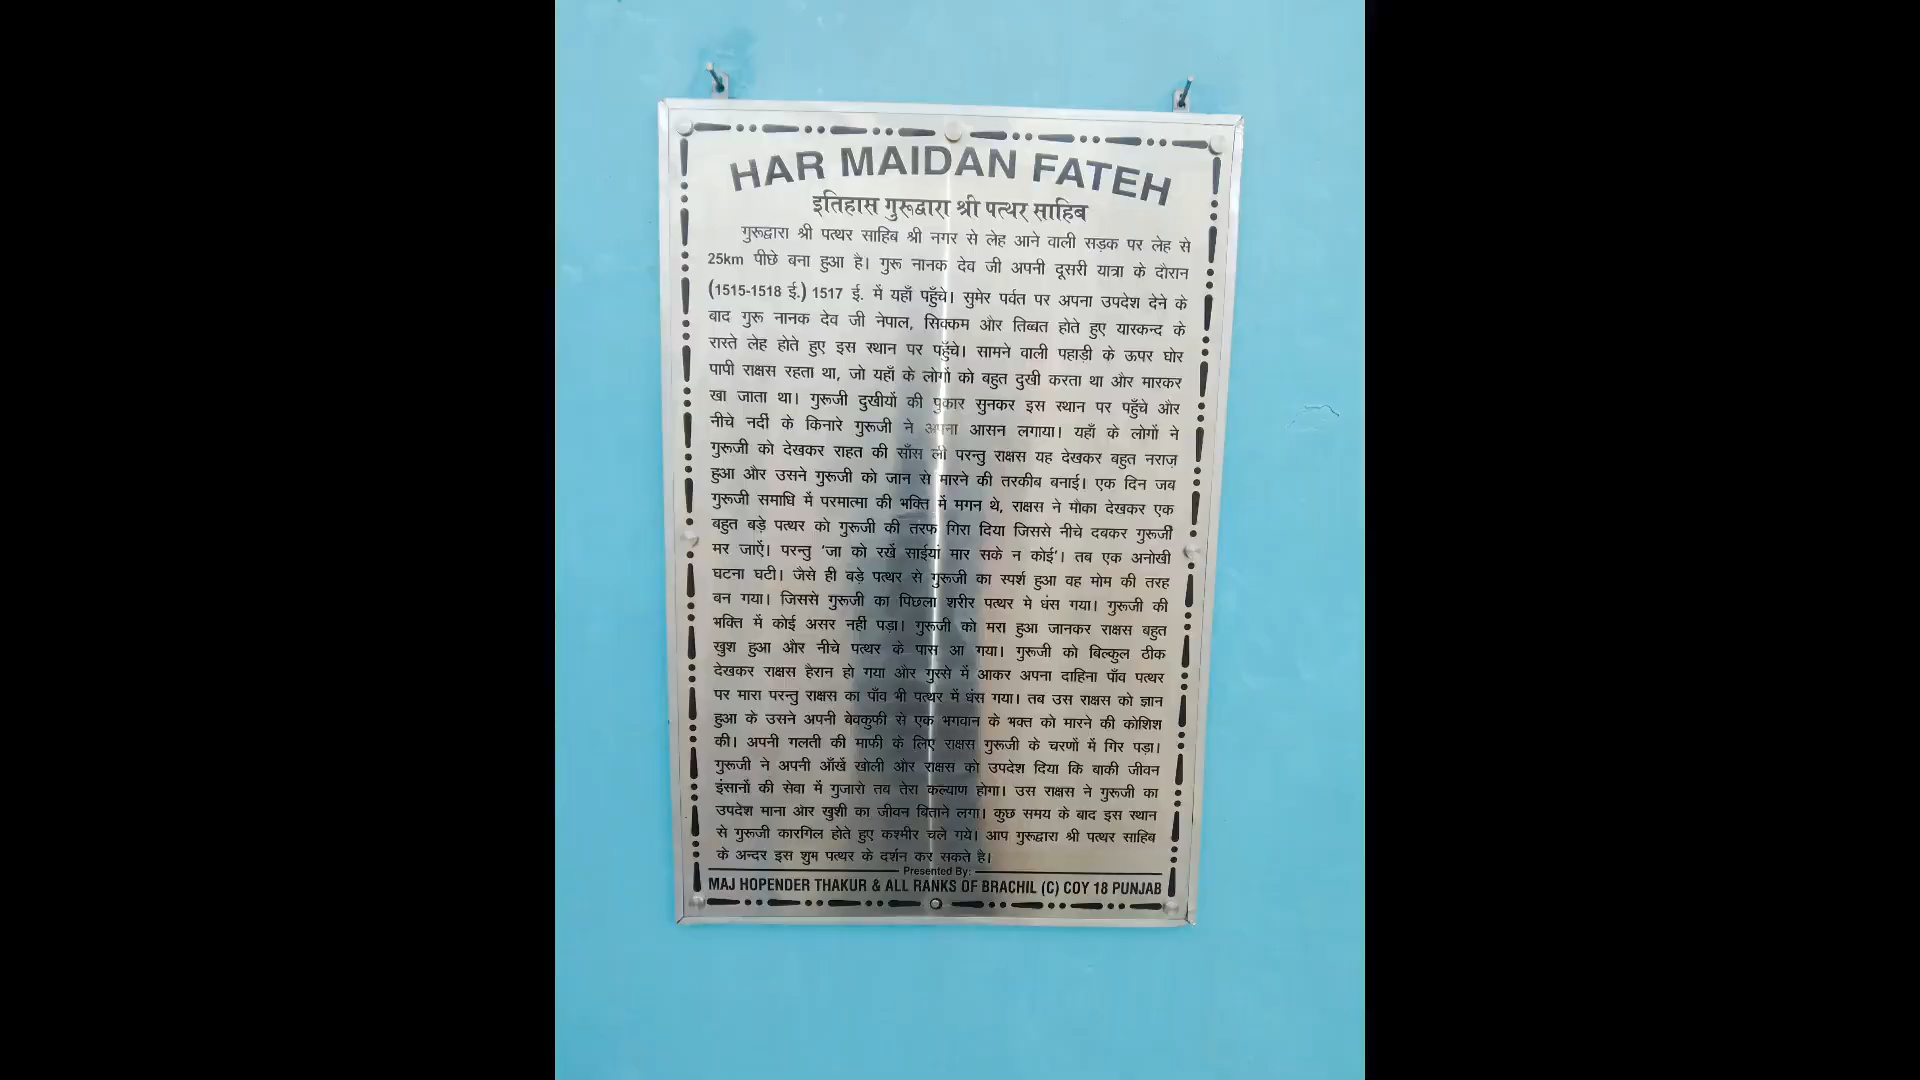 HAR MAIDAN FATEH
इतिहास गुरूद्वारा श्री पत्थर साहिब
गुरूद्वारा श्री पत्थर साहिब श्री नगर से लेह आने वाली सड़क पर लेह से
25km पीछे बना हुआ है। गुरू नानक देव जी अपनी दूसरी यात्रा के दौरान
(1515-1518 ई.) 1517 ई. में यहाँ पहुँचे। सुमेर पर्वत पर अपना उपदेश देने के
बाद गुरू नानक देव जी नेपाल, सिक्कम और तिब्बत होते हुए यारकन्द के
रास्ते लेह होते हुए इस स्थान पर पहुँचे। सामने वाली पहाड़ी के ऊपर घोर
पापी राक्षस रहता था, जो यहाँ के लोगों को बहुत दुखी करता था और मारकर
खा जाता था। गुरूजी दुखीयों की पुकार सुनकर इस स्थान पर पहुँचे और
नीचे नदी के किनारे गुरूजी ने अपना आसन लगाया। यहाँ के लोगों ने
गुरूजी को देखकर राहत की साँस ली परन्तु राक्षस यह देखकर बहुत नराज़
हुआ और उसने गुरूजी को जान से मारने की तरकीब बनाई। एक दिन जब
गुरूजी समाधि में परमात्मा की भक्ति में मगन थे, राक्षस ने मौका देखकर एक
बहुत बड़े पत्थर को गुरूजी की तरफ गिरा दिया जिससे नीचे दबकर गुरूजी
मर जाऐं। परन्तु ‘जा को रखें साईयां मार सके न कोई’। तब एक अनोखी
घटना घटी। जैसे ही बड़े पत्थर से गुरूजी का स्पर्श हुआ वह मोम की तरह
बन गया। जिससे गुरूजी का पिछला शरीर पत्थर मे धंस गया। गुरूजी की
भक्ति में कोई असर नहीं पड़ा। गुरूजी को मरा हुआ जानकर राक्षस बहुत
खुश हुआ और नीचे पत्थर के पास आ गया। गुरूजी को बिल्कुल ठीक
देखकर राक्षस हैरान हो गया और गुस्से में आकर अपना दाहिना पाँव पत्थर
पर मारा परन्तु राक्षस का पाँव भी पत्थर में धंस गया। तब उस राक्षस को ज्ञान
हुआ के उसने अपनी बेवकुफी से एक भगवान के भक्त को मारने की कोशिश
की। अपनी गलती की माफी के लिए राक्षस गुरूजी के चरणों में गिर पड़ा।
गुरूजी ने अपनी आँखें खोली और राक्षस को उपदेश दिया कि बाकी जीवन
इंसानों की सेवा में गुजारो तब तेरा कल्याण होगा। उस राक्षस ने गुरूजी का
उपदेश माना और खुशी का जीवन बिताने लगा। कुछ समय के बाद इस स्थान
से गुरूजी कारगिल होते हुए कश्मीर चले गये। आप गुरूद्वारा श्री पत्थर साहिब
के अन्दर इस शुभ पत्थर के दर्शन कर सकते है।
Presented By:
MAJ HOPENDER THAKUR & ALL RANKS OF BRACHIL (C) COY 18 PUNJAB